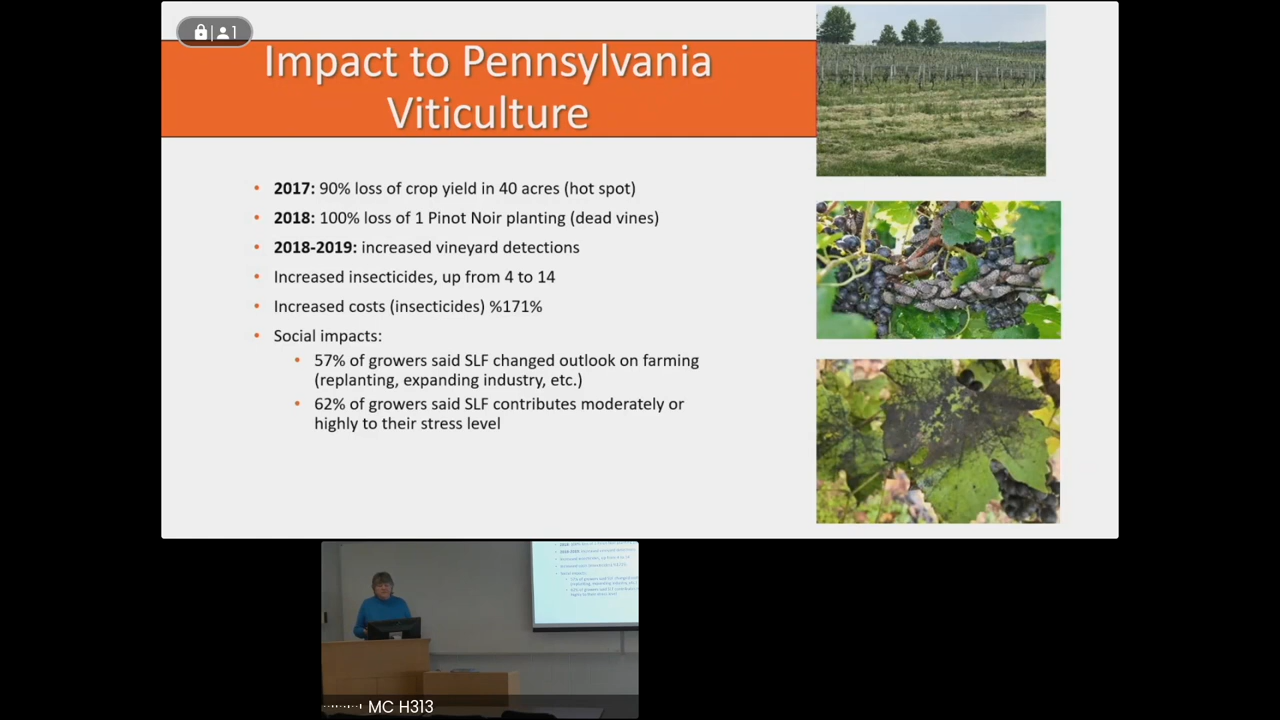 1
Impact to Pennsylvania
Viticulture
• 2017: 90% loss of crop yield in 40 acres (hot spot)
• 2018: 100% loss of 1 Pinot Noir planting (dead vines)
• 2018-2019: increased vineyard detections
• Increased insecticides, up from 4 to 14
• Increased costs (insecticides) %171%
• Social impacts:
• 57% of growers said SLF changed outlook on farming
(replanting, expanding industry, etc.)
• 62% of growers said SLF contributes moderately or
highly to their stress level
MC H313